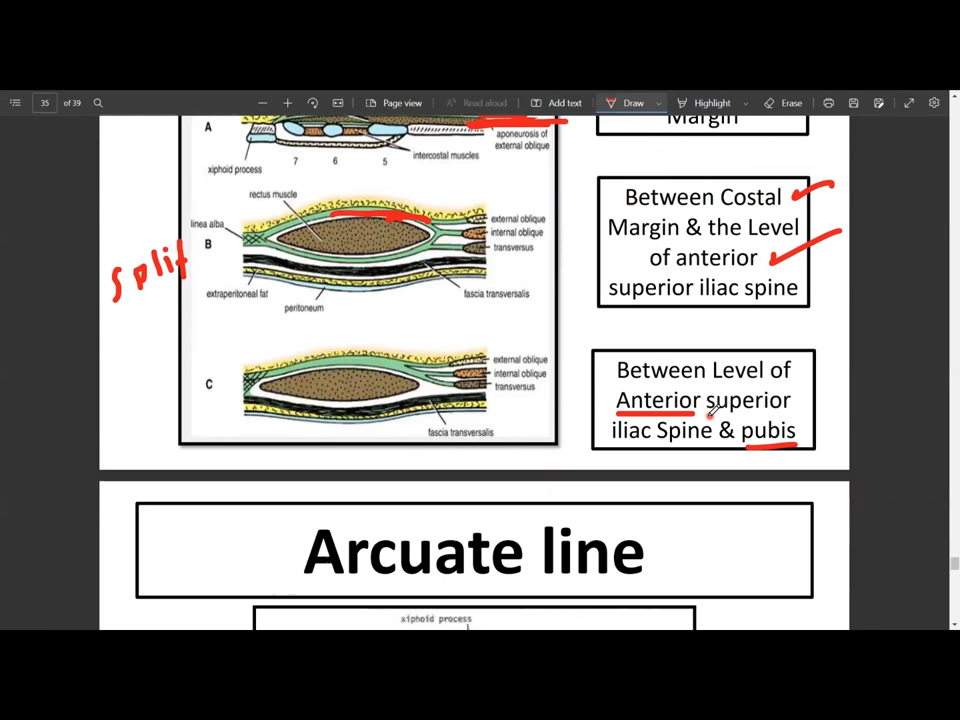 35
of 39
Page view
Read aloud
Add text
Draw
Highlight
Erase
A
aponeurosis of
external oblique
intercostal muscles
7 6 5
xiphoid process
Margin
rectus muscle
linea alba
B
external oblique
internal oblique
transversus
extraperitoneal fat
peritoneum
fascia transversalis
split
Between Costal
Margin & the Level
of anterior
superior iliac spine
C
external oblique
internal oblique
transversus
fascia transversalis
Between Level of
Anterior superior
iliac Spine & pubis
Arcuate line
xiphoid process